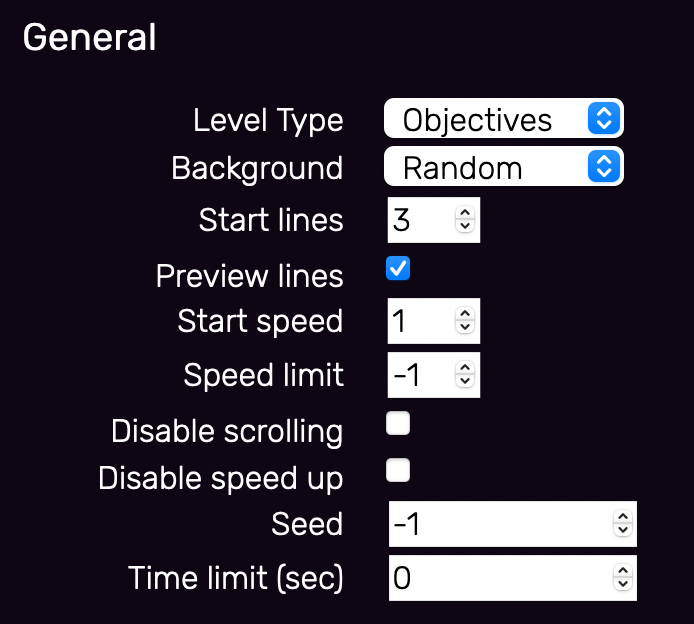 General
Level Type Objectives
Background Random
Start lines 3
Preview lines
Start speed 1
Speed limit -1
Disable scrolling
Disable speed up
Seed -1
Time limit (sec) 0